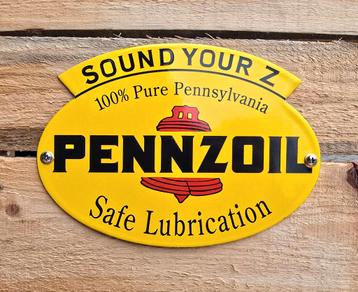 SOUND YOUR Z
100% Pure Pennsylvania
PENNZOIL
Safe Lubrication